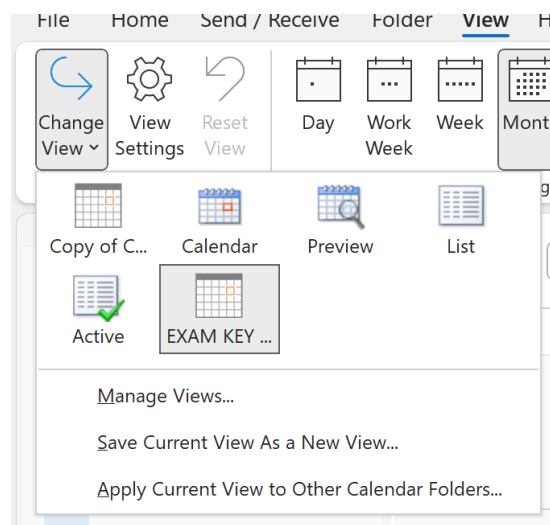 File Home Send / Receive Folder View
Change View
View Settings
Reset View
Day
Work Week
Week
Copy of C...
Calendar
Preview
List
Active
EXAM KEY ...
Manage Views...
Save Current View As a New View...
Apply Current View to Other Calendar Folders...